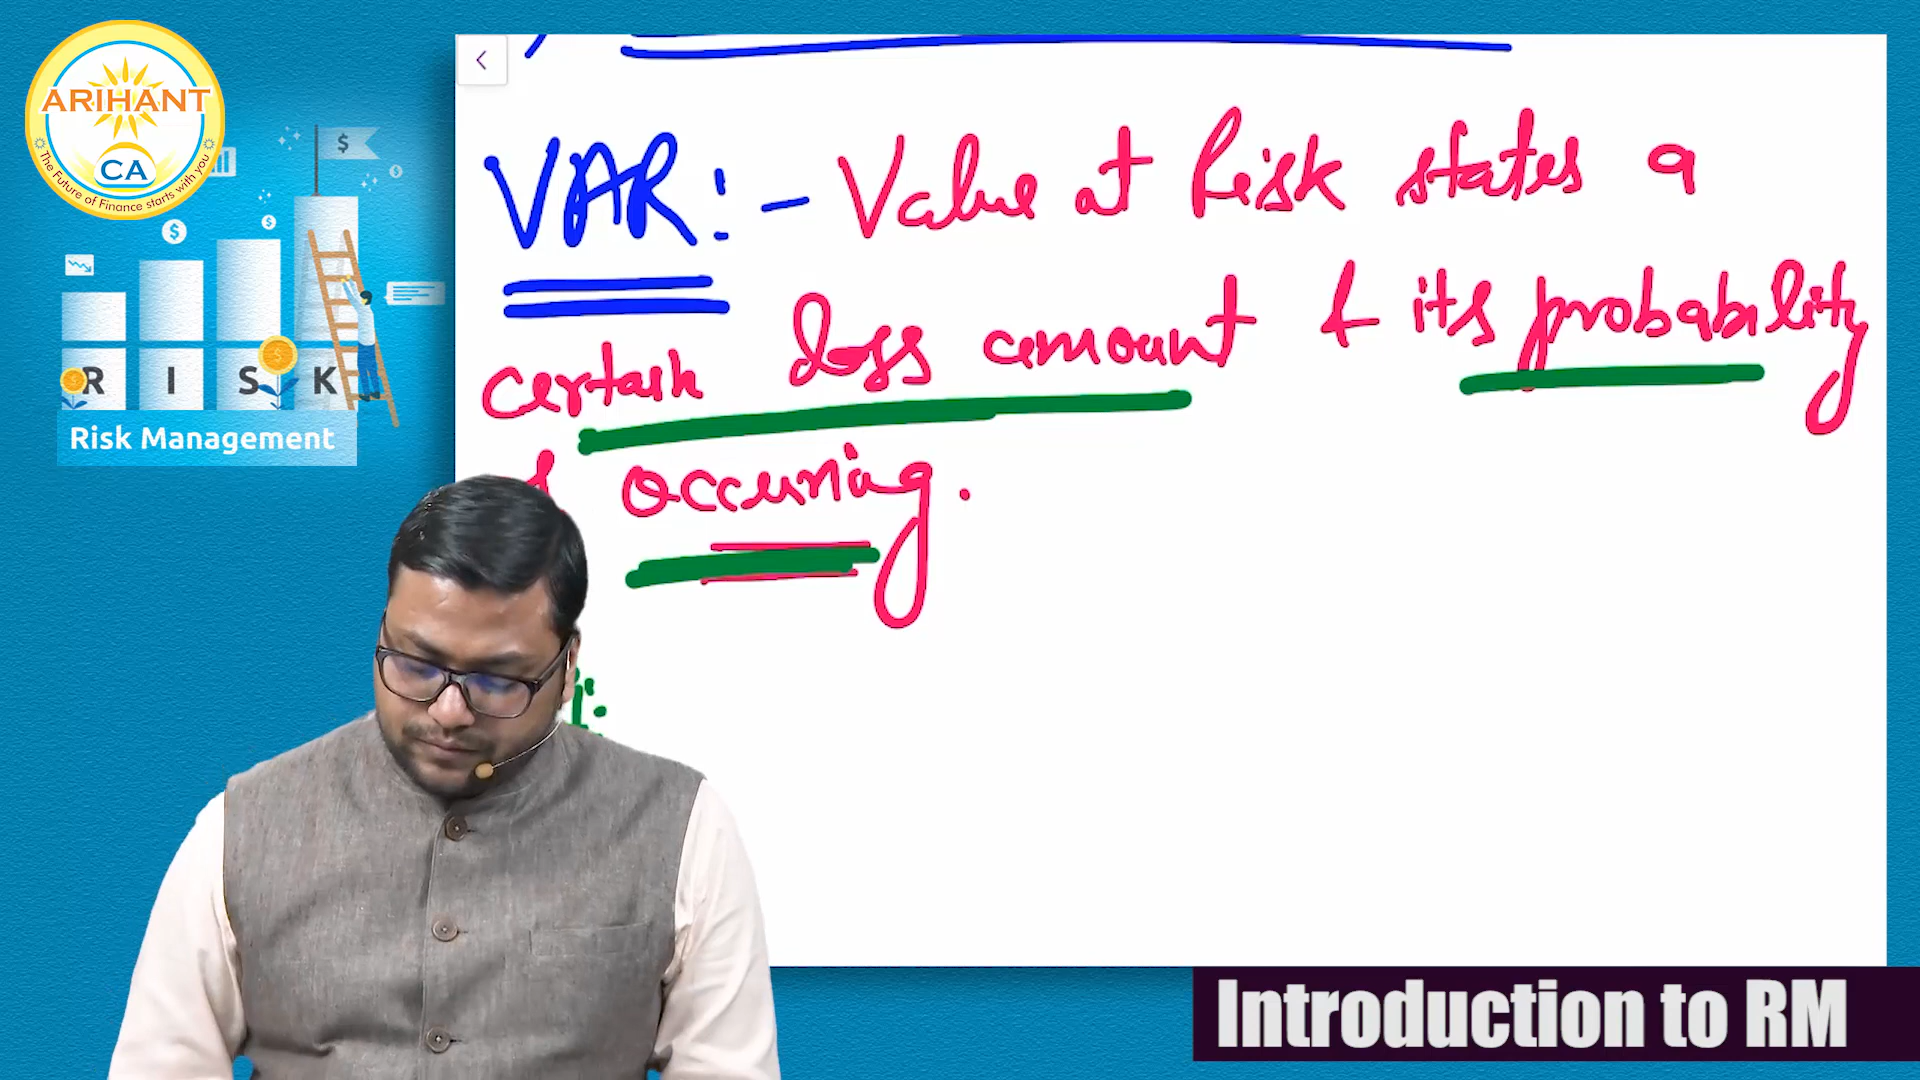 ARIHANT
CA
The Future of Finance starts with you
$
$
$
$
$
R I S K
Risk Management
VAR:- Value at Risk states a
certain loss amount & its probability
occurring.
Introduction to RM